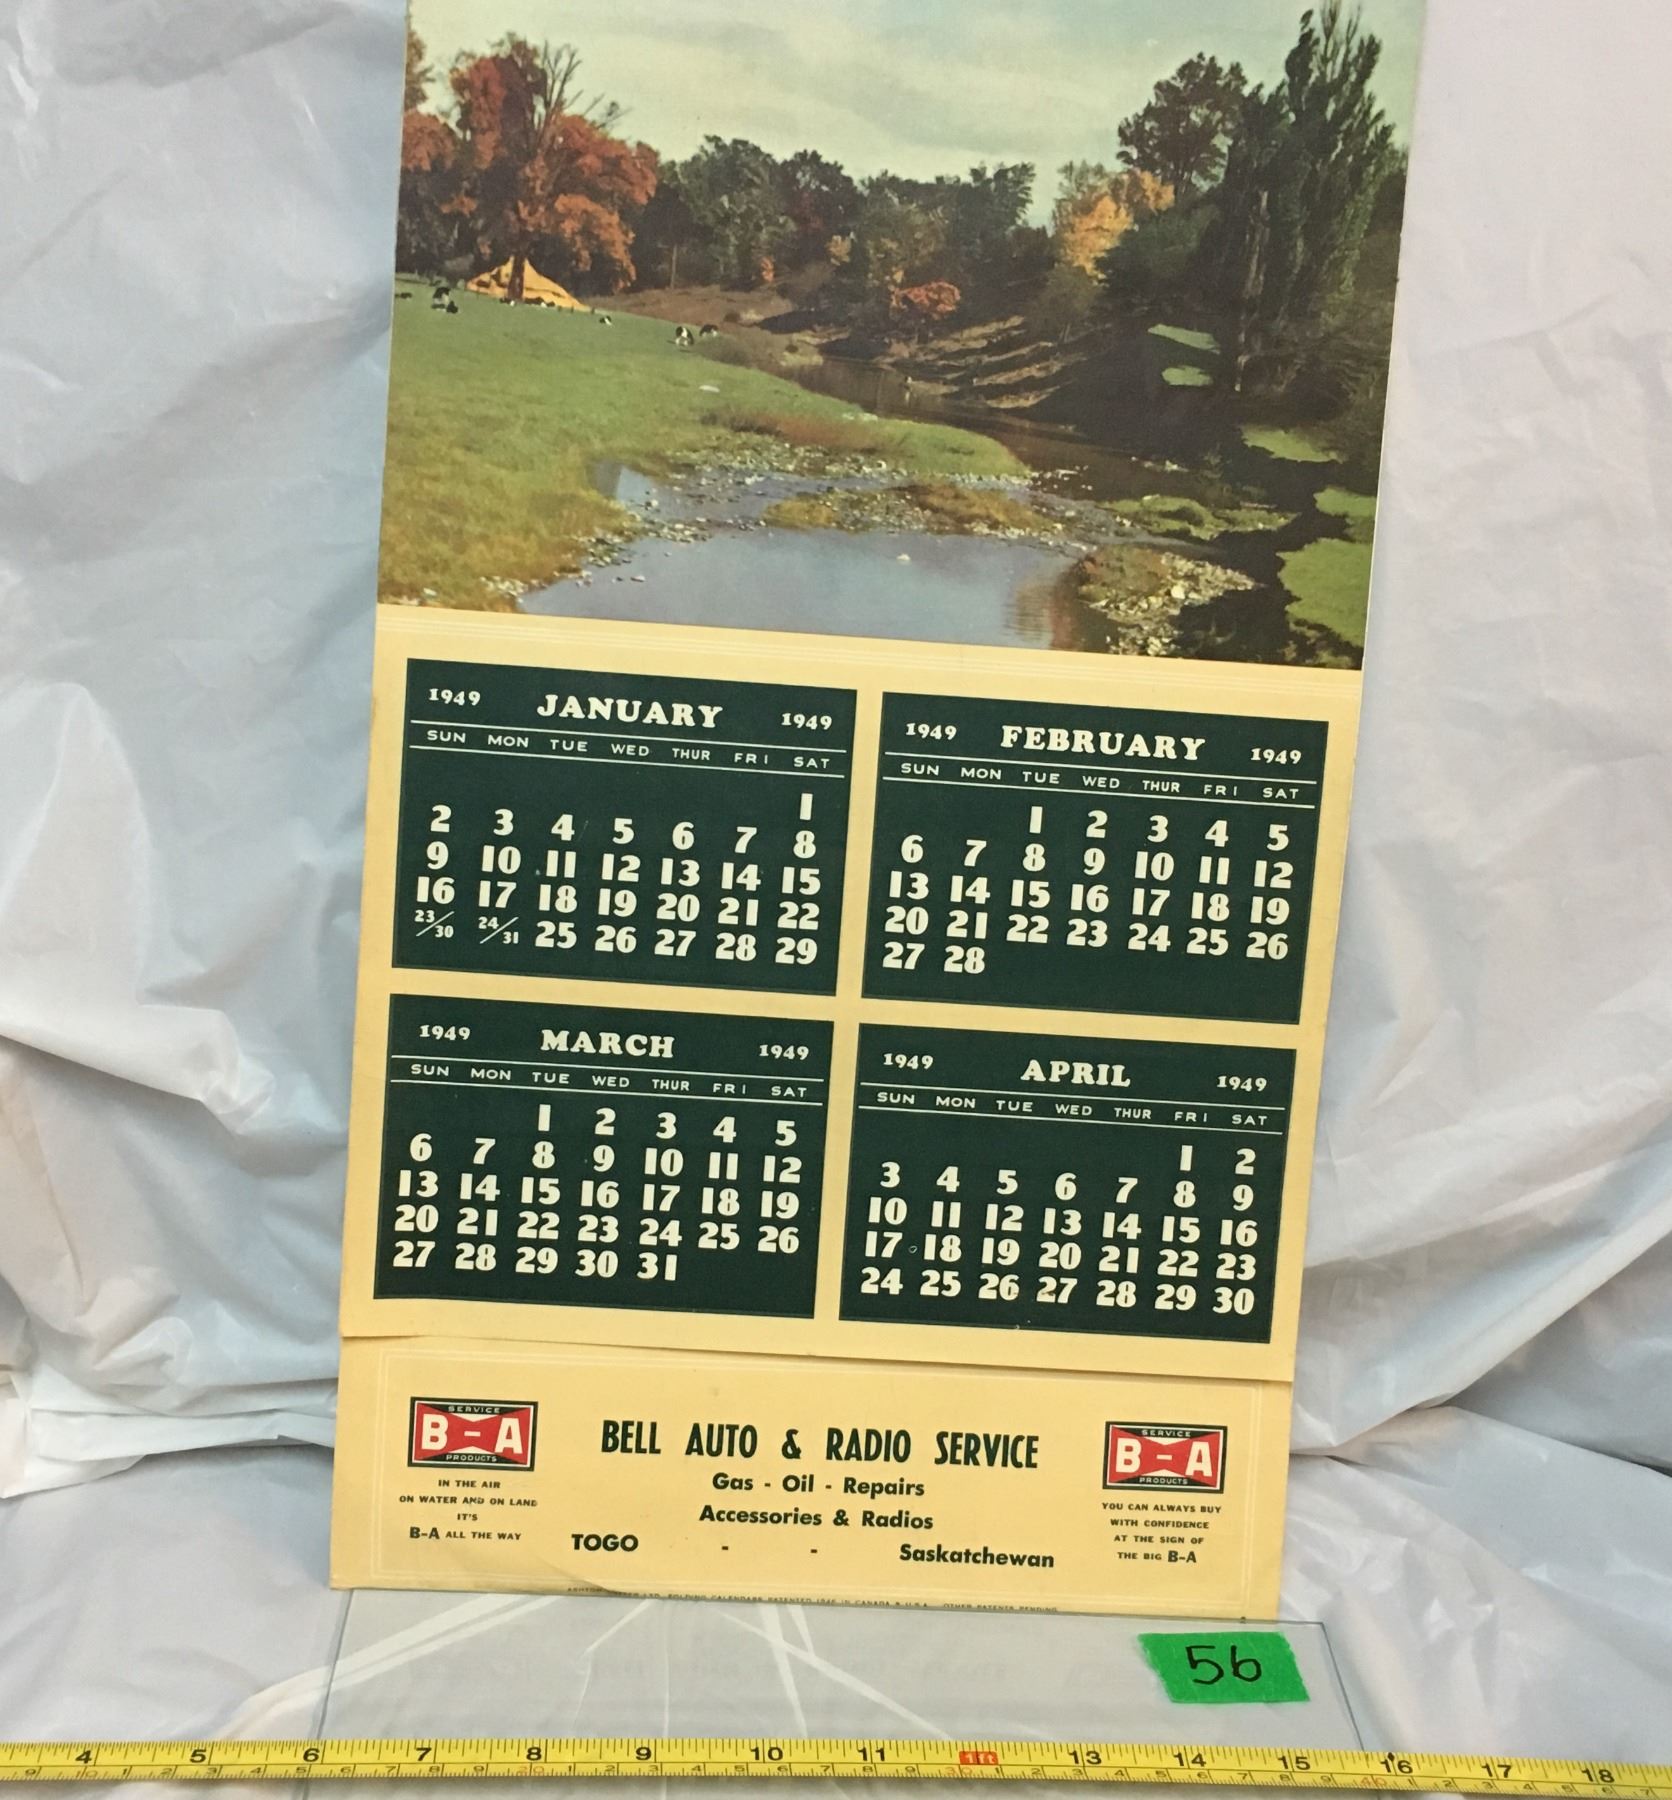 1949 JANUARY 1949
SUN MON TUE WED THUR FRI SAT
1
2 3 4 5 6 7 8
9 10 11 12 13 14 15
16 17 18 19 20 21 22
23/30 24/31 25 26 27 28 29
1949 FEBRUARY 1949
SUN MON TUE WED THUR FRI SAT
1 2 3 4 5
6 7 8 9 10 11 12
13 14 15 16 17 18 19
20 21 22 23 24 25 26
27 28
1949 MARCH 1949
SUN MON TUE WED THUR FRI SAT
1 2 3 4 5
6 7 8 9 10 11 12
13 14 15 16 17 18 19
20 21 22 23 24 25 26
27 28 29 30 31
1949 APRIL 1949
SUN MON TUE WED THUR FRI SAT
1 2
3 4 5 6 7 8 9
10 11 12 13 14 15 16
17 18 19 20 21 22 23
24 25 26 27 28 29 30
SERVICE
B-A
PRODUCTS
IN THE AIR
ON WATER AND ON LAND
IT'S
B-A ALL THE WAY
BELL AUTO & RADIO SERVICE
Gas - Oil - Repairs
Accessories & Radios
TOGO - - Saskatchewan
SERVICE
B-A
PRODUCTS
YOU CAN ALWAYS BUY
WITH CONFIDENCE
AT THE SIGN OF
THE BIG B-A
LTD. FOLDING CALENDARS PATENTED IN CANADA & U.S.A. OTHER PATENTS PENDING
56
4 5 6 7 8 9 10 11 1ft 13 14 15 16 17 18